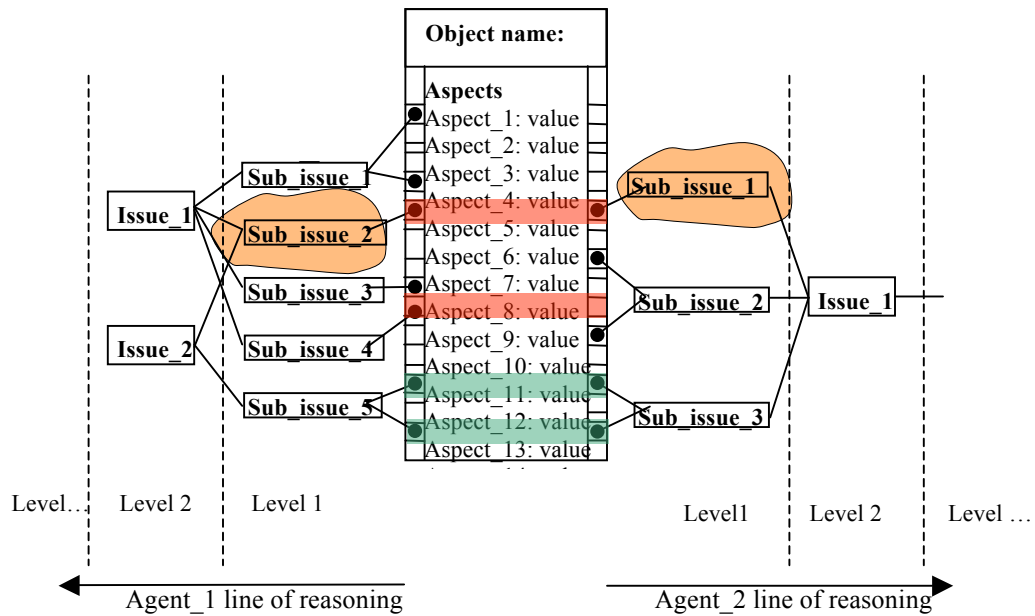 Object name:
Aspects
Aspect_1: value
Aspect_2: value
Aspect_3: value
Aspect_4: value
Aspect_5: value
Aspect_6: value
Aspect_7: value
Aspect_8: value
Aspect_9: value
Aspect_10: value
Aspect_11: value
Aspect_12: value
Aspect_13: value
Issue_1
Issue_2
Sub_issue_1
Sub_issue_2
Sub_issue_3
Sub_issue_4
Sub_issue_5
Sub_issue_1
Sub_issue_2
Sub_issue_3
Issue_1
Level…
Level 2
Level 1
Level1
Level 2
Level …
Agent_1 line of reasoning
Agent_2 line of reasoning